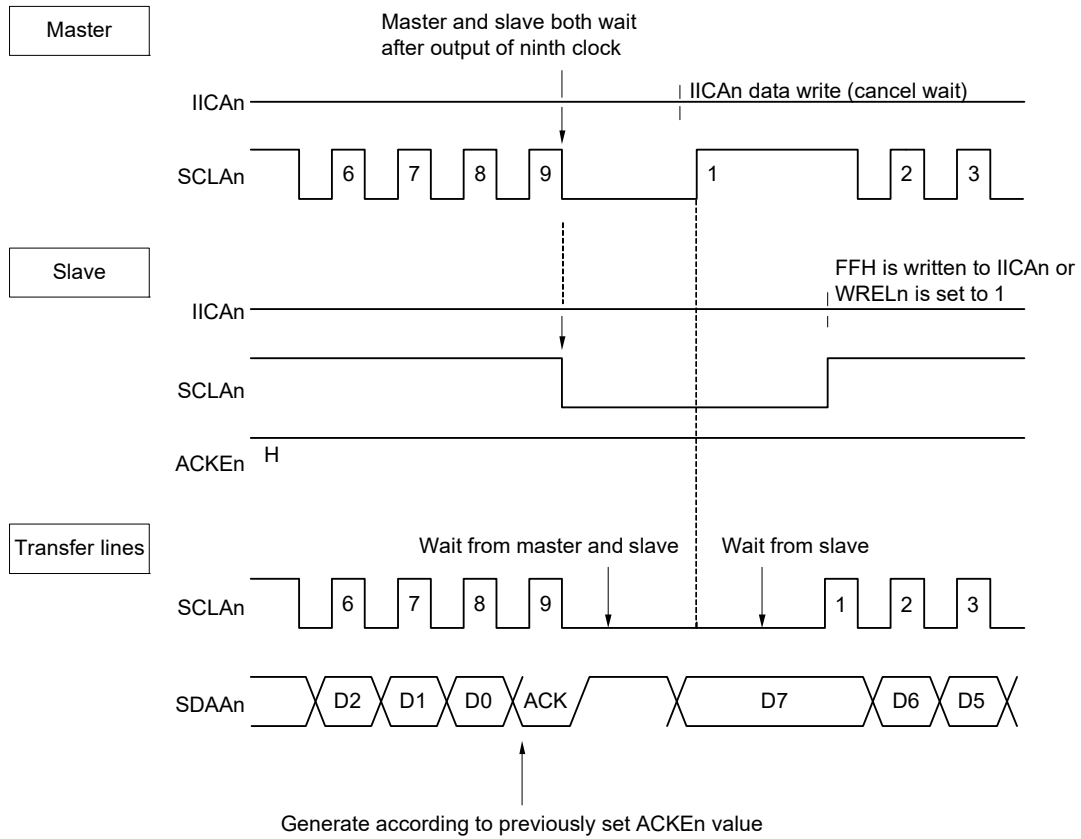 Master
Master and slave both wait
after output of ninth clock
IICAn
IICAn data write (cancel wait)
SCLAn
6 7 8 9 1 2 3
Slave
FFH is written to IICAn or
WRELn is set to 1
IICAn
SCLAn
ACKEn
H
Transfer lines
Wait from master and slave
Wait from slave
SCLAn
6 7 8 9 1 2 3
SDAAn
D2 D1 D0 ACK D7 D6 D5
Generate according to previously set ACKEn value